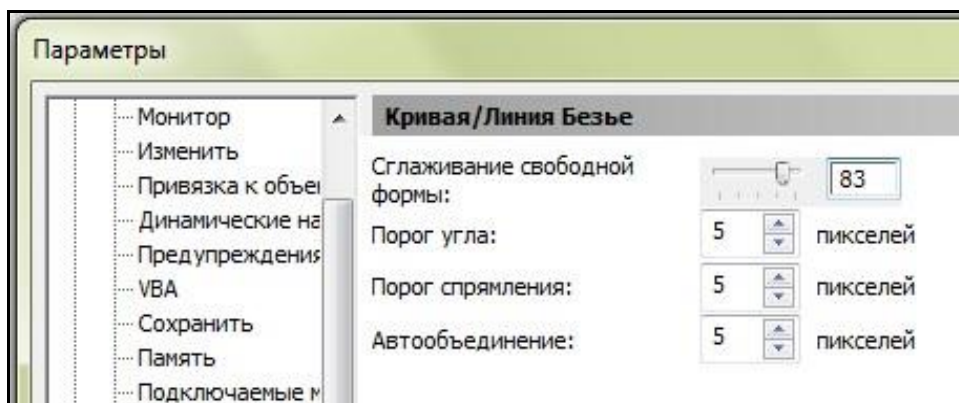 Параметры
Монитор
Изменить
Привязка к объе
Динамические на
Предупреждения
VBA
Сохранить
Память
Подключаемые м
Кривая/Линия Безье
Сглаживание свободной
формы:
83
Порог угла: 5 пикселей
Порог спрямления: 5 пикселей
Автообъединение: 5 пикселей